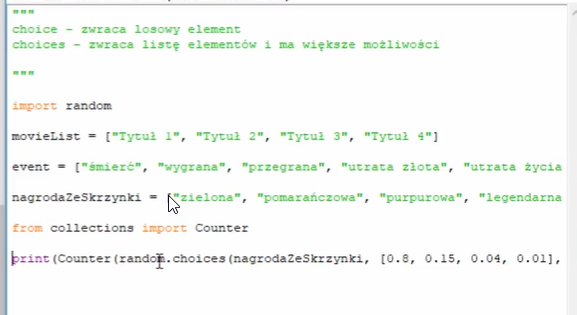 """
choice - zwraca losowy element
choices - zwraca listę elementów i ma większe możliwości
"""
import random
movieList = ["Tytuł 1", "Tytuł 2", "Tytuł 3", "Tytuł 4"]
event = ["śmierć", "wygrana", "przegrana", "utrata złota", "utrata życia
nagrodaZeSkrzynki = ["zielona", "pomarańczowa", "purpurowa", "legendarna
from collections import Counter
print(Counter(random.choices(nagrodaZeSkrzynki, [0.8, 0.15, 0.04, 0.01],